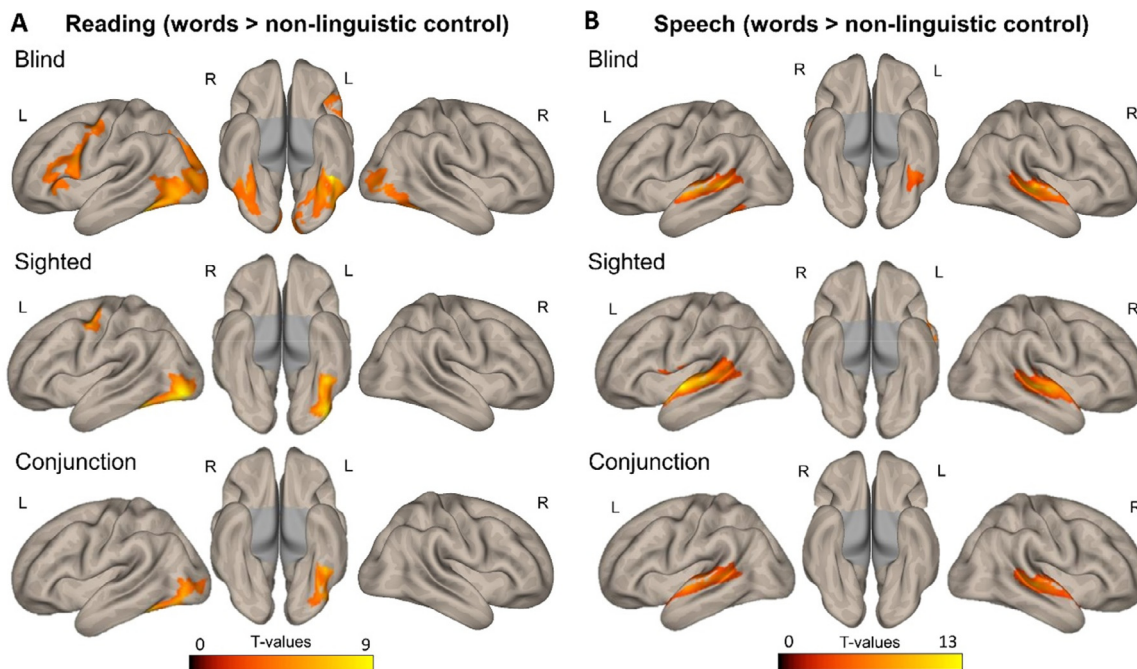 A Reading (words > non-linguistic control)
Blind
L
R
L
R
Sighted
L
R
L
R
Conjunction
L
R
L
R
0 T-values 9
B Speech (words > non-linguistic control)
Blind
L
R
L
R
Sighted
L
R
L
R
Conjunction
L
R
L
R
0 T-values 13